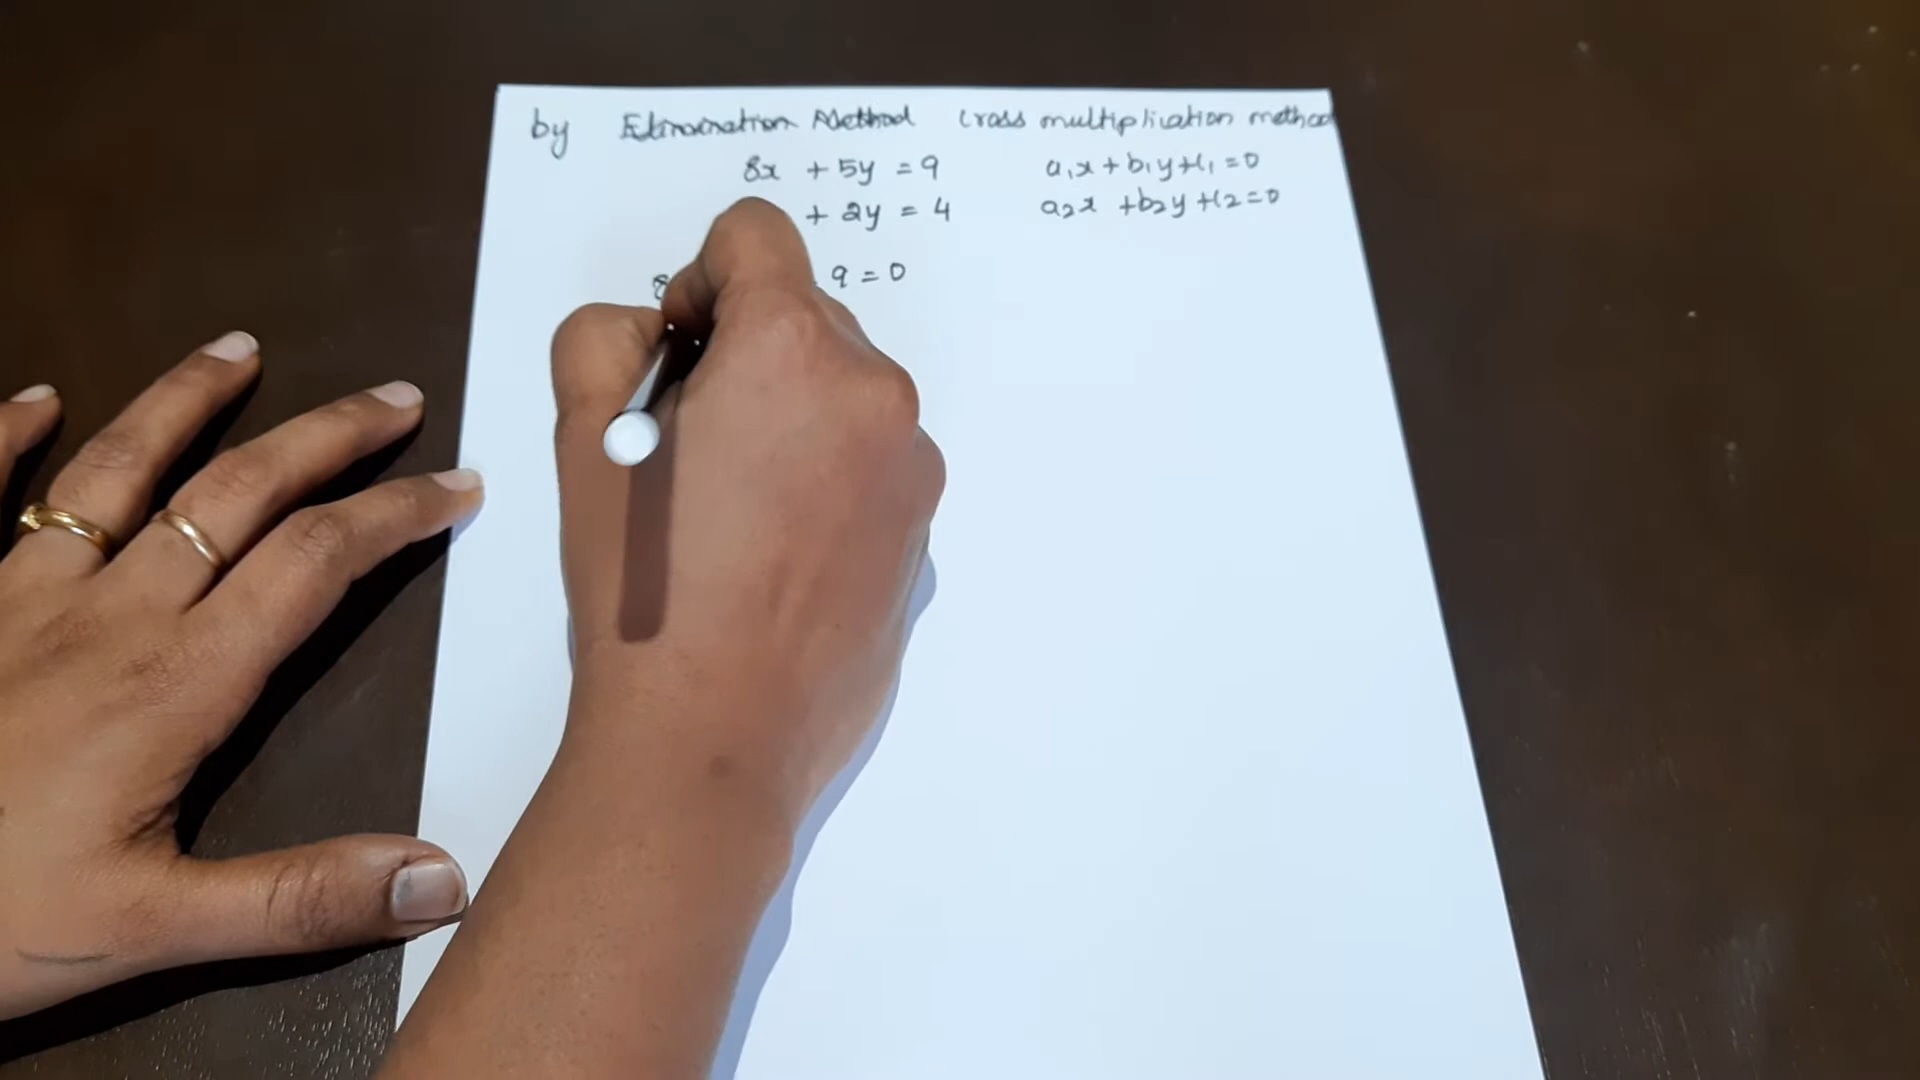 by Elimination Method Cross multiplication method
8x + 5y = 9 a₁x + b₁y + c₁ = 0
+ 2y = 4 a₂x + b₂y + c₂ = 0
8 9 = 0